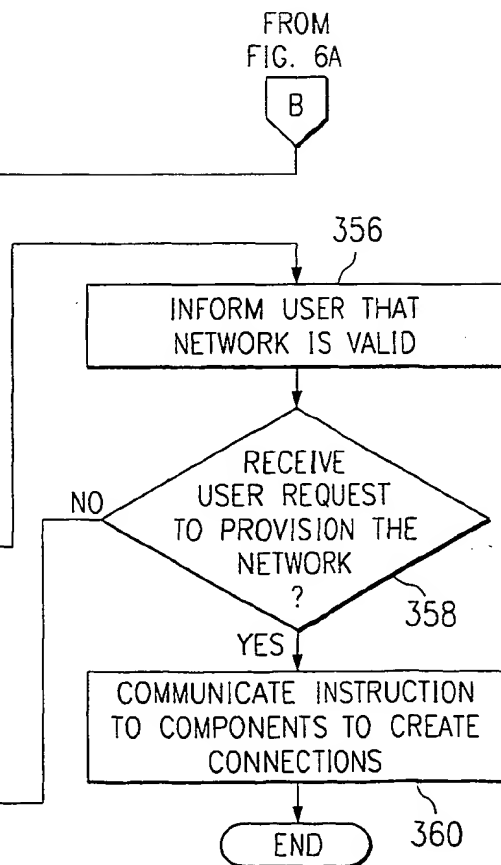 FROM
FIG. 6A
B
356
INFORM USER THAT
NETWORK IS VALID
RECEIVE
USER REQUEST
TO PROVISION THE
NETWORK
?
NO
358
YES
COMMUNICATE INSTRUCTION
TO COMPONENTS TO CREATE
CONNECTIONS
360
END